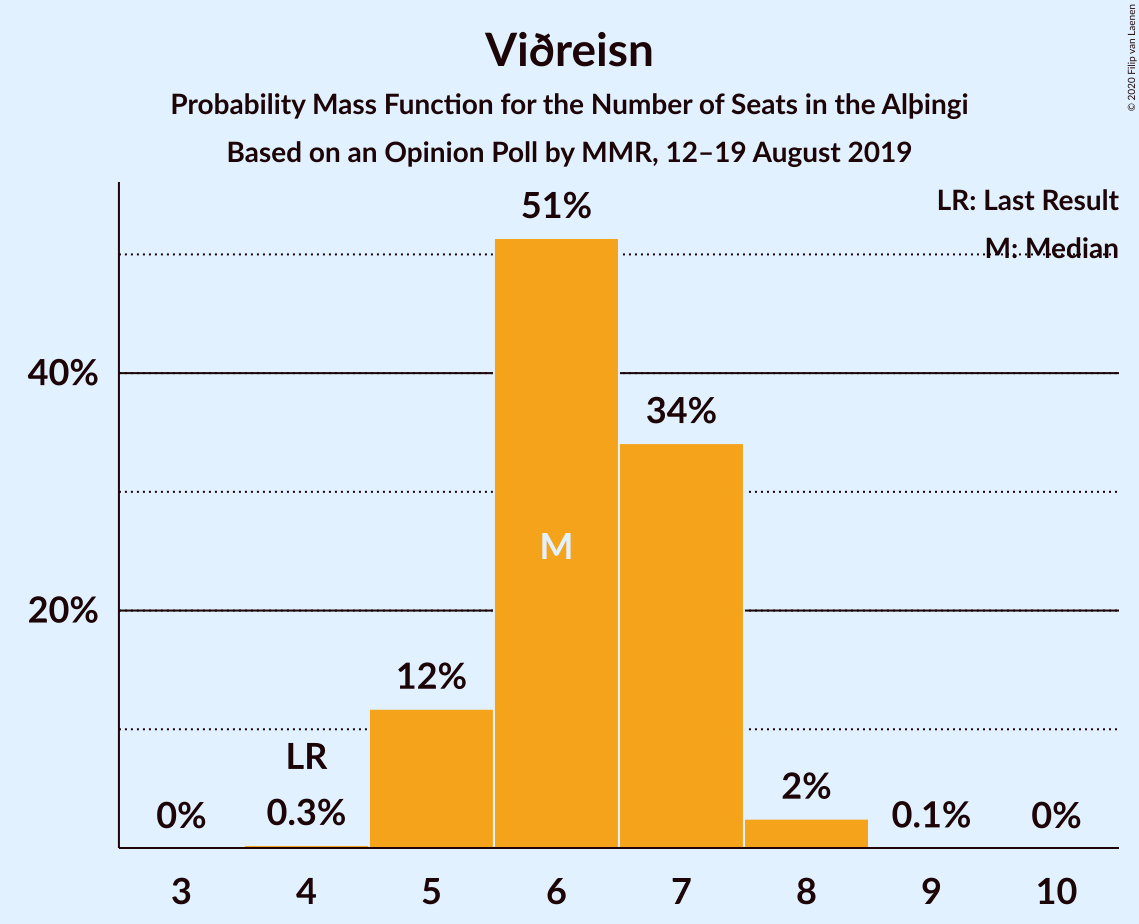 Viðreisn
Probability Mass Function for the Number of Seats in the Alþingi
Based on an Opinion Poll by MMR, 12–19 August 2019
© 2020 Filip van Laenen
LR: Last Result
M: Median
51%
40%
34%
M
20%
12%
LR
0%
0.3%
2%
0.1%
0%
3 4 5 6 7 8 9 10